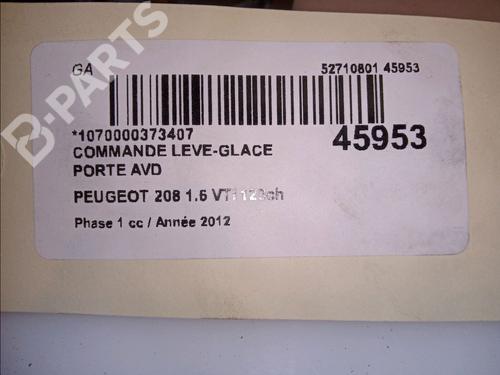 B-PARTS
GA
52710801 45953
*1070000373407
45953
COMMANDE LEVE-GLACE
PORTE AVD
PEUGEOT 208 1.6 VTi 120ch
Phase 1 cc / Année 2012